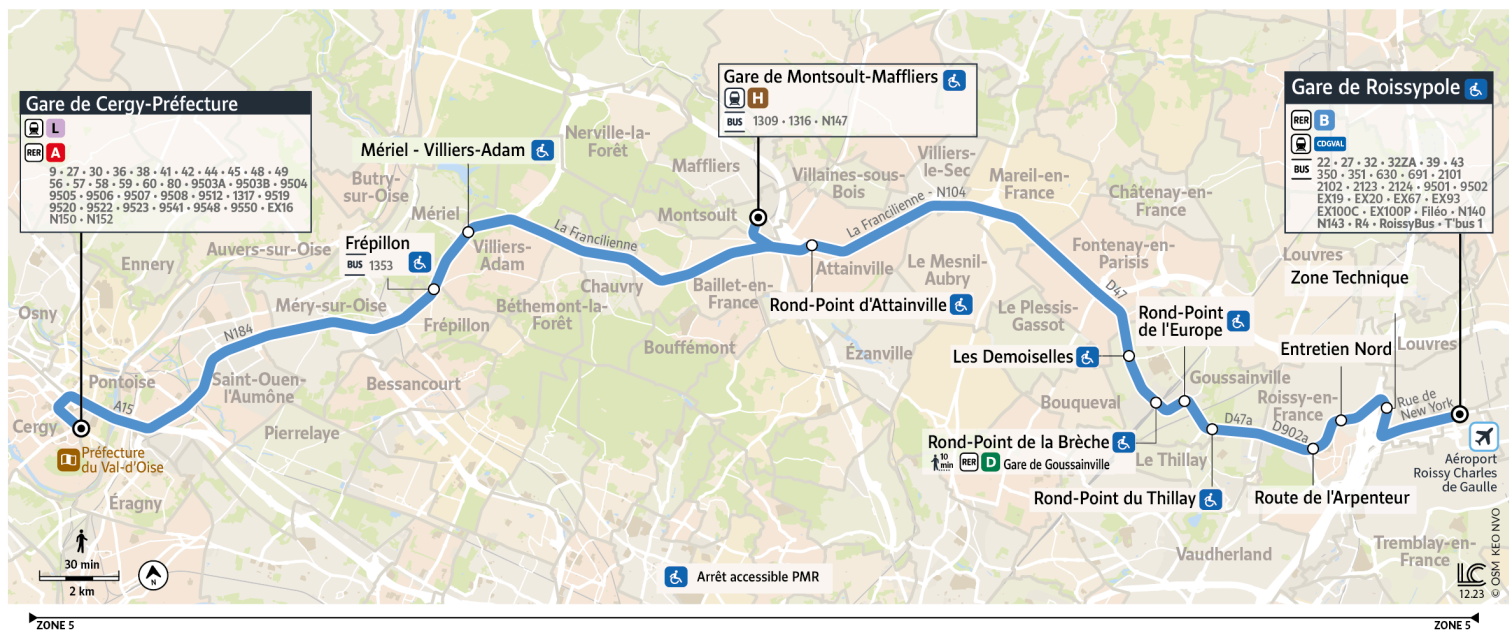 Gare de Cergy-Préfecture
L
RER A
9 • 27 • 30 • 36 • 38 • 41 • 42 • 44 • 45 • 48 • 49
56 • 57 • 58 • 59 • 60 • 80 • 9503A • 9503B • 9504
9505 • 9506 • 9507 • 9508 • 9512 • 1317 • 9519
9520 • 9522 • 9523 • 9541 • 9548 • 9550 • EX16
N150 • N152
Gare de Montsoult-Maffliers
H
BUS 1309 • 1316 • N147
Gare de Roissypole
RER B
CDGVAL
BUS 22 • 27 • 32 • 32ZA • 39 • 43
350 • 351 • 630 • 691 • 2101
2102 • 2123 • 2124 • 9501 • 9502
EX19 • EX20 • EX67 • EX93
EX100C • EX100P • Filéo • N140
N143 • R4 • RoissyBus • T'bus 1
Mériel - Villiers-Adam
Nerville-la-
Forêt
Maffliers
Villaines-sous-
Bois
Villiers-
le-Sec
Mareil-en-
France
Châtenay-en-
France
Butry-
sur-Oise
Mériel
Montsoult
La Francilienne - N104
La Francilienne
Frépillon
BUS 1353
Villiers-
Adam
Auvers-sur-Oise
Ennery
Chauvry
Baillet-en-
France
Attainville
Le Mesnil-
Aubry
Fontenay-en-
Parisis
Louvres
Zone Technique
D47
Rond-Point d'Attainville
Osny
Méry-sur-Oise
Frépillon
Béthemont-la-
Forêt
Le Plessis-
Gassot
Rond-Point
de l'Europe
N184
Bouffémont
Ézanville
Les Demoiselles
Entretien Nord
Louvres
Pontoise
Saint-Ouen-
l'Aumône
Bessancourt
Goussainville
Bouqueval
Roissy-en-
France
Rue de
New York
A15
Cergy
Pierrelaye
D47a
D902a
Rond-Point de la Brèche
10
min
RER D Gare de Goussainville
Le Thillay
Préfecture
du Val-d'Oise
Aéroport
Roissy Charles
de Gaulle
Éragny
Rond-Point du Thillay
Route de l'Arpenteur
Vaudherland
Tremblay-en-
France
30 min
2 km
N
Arrêt accessible PMR
LC
12.23
© OSM KEO NVO
ZONE 5
ZONE 5